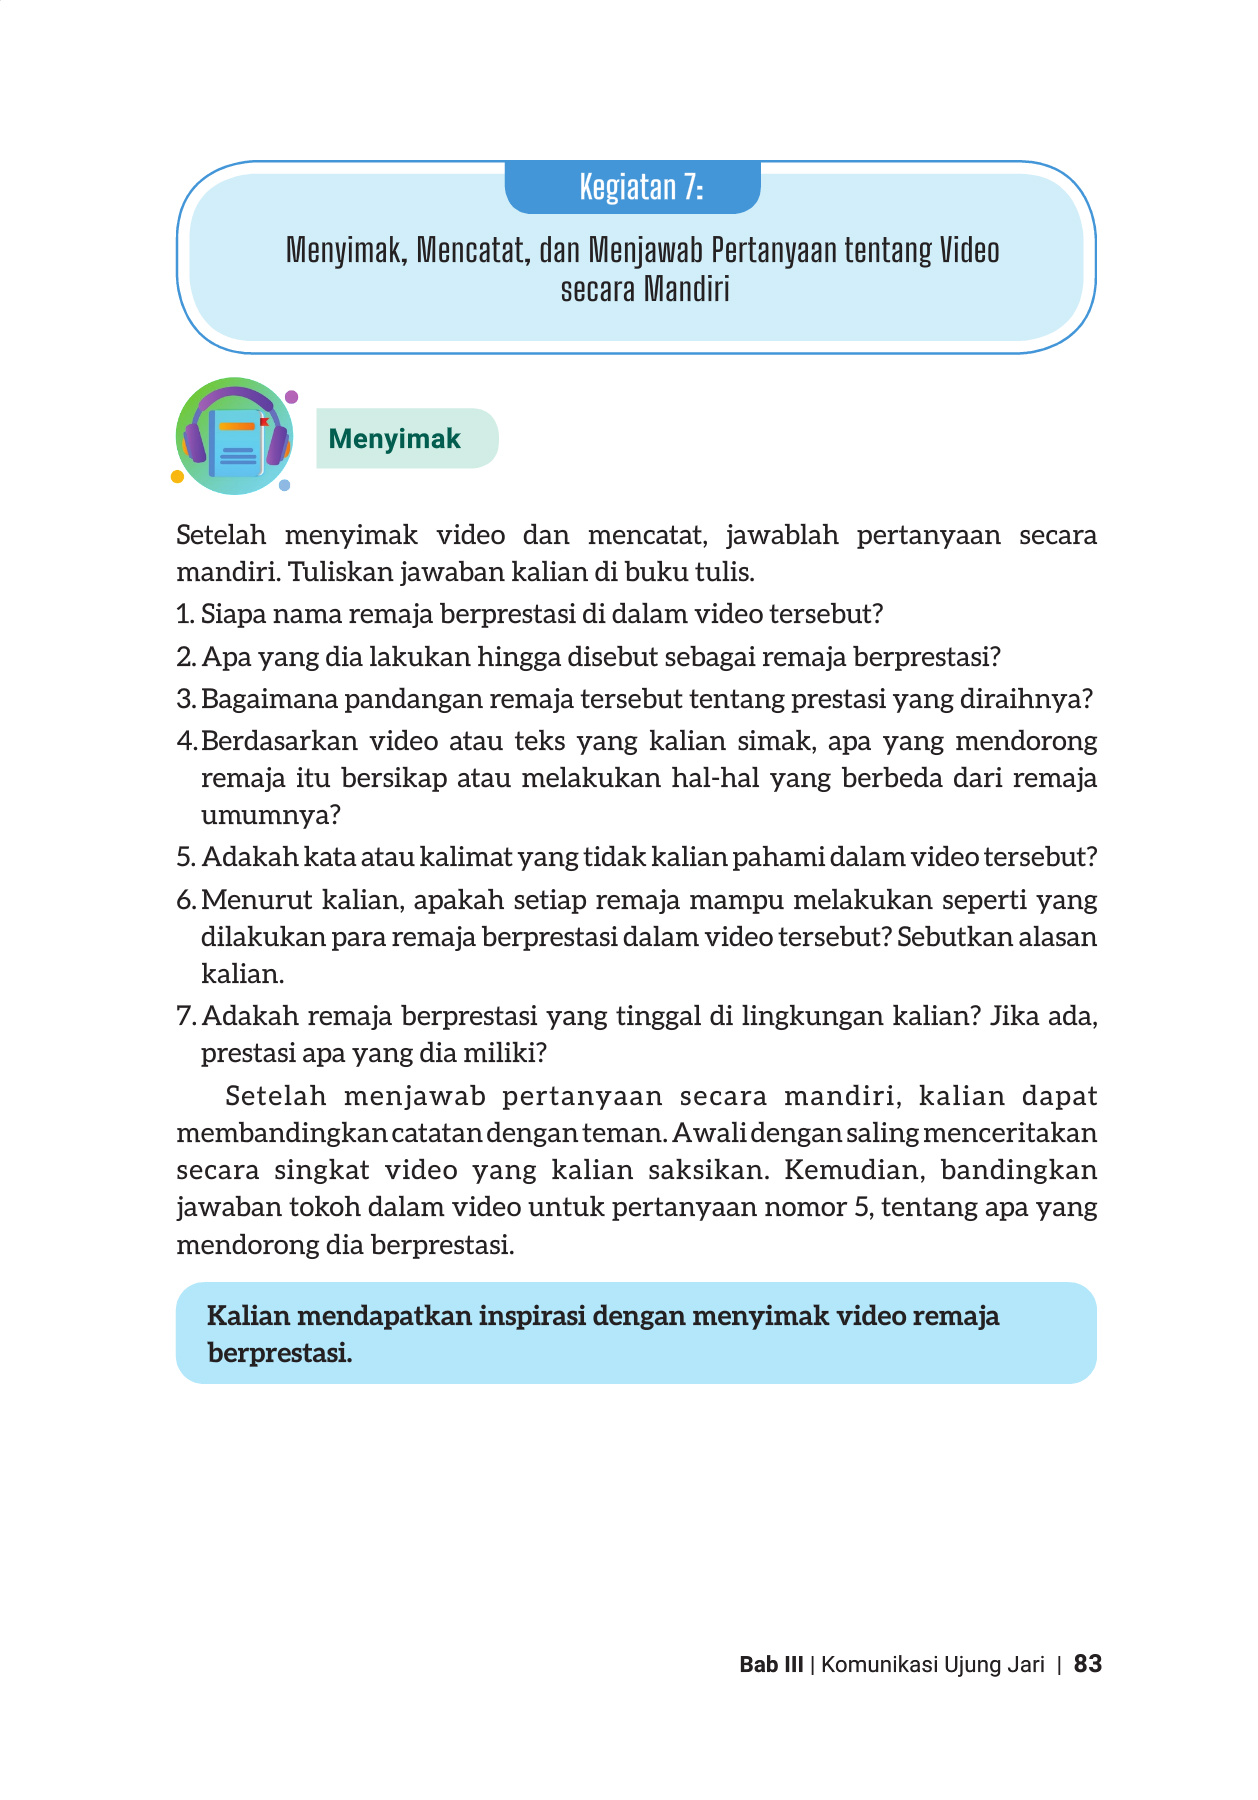 Kegiatan 7:
Menyimak, Mencatat, dan Menjawab Pertanyaan tentang Video
secara Mandiri
Menyimak
Setelah menyimak video dan mencatat, jawablah pertanyaan secara
mandiri. Tuliskan jawaban kalian di buku tulis.
1. Siapa nama remaja berprestasi di dalam video tersebut?
2. Apa yang dia lakukan hingga disebut sebagai remaja berprestasi?
3. Bagaimana pandangan remaja tersebut tentang prestasi yang diraihnya?
4. Berdasarkan video atau teks yang kalian simak, apa yang mendorong
remaja itu bersikap atau melakukan hal-hal yang berbeda dari remaja
umumnya?
5. Adakah kata atau kalimat yang tidak kalian pahami dalam video tersebut?
6. Menurut kalian, apakah setiap remaja mampu melakukan seperti yang
dilakukan para remaja berprestasi dalam video tersebut? Sebutkan alasan
kalian.
7. Adakah remaja berprestasi yang tinggal di lingkungan kalian? Jika ada,
prestasi apa yang dia miliki?
Setelah menjawab pertanyaan secara mandiri, kalian dapat
membandingkan catatan dengan teman. Awali dengan saling menceritakan
secara singkat video yang kalian saksikan. Kemudian, bandingkan
jawaban tokoh dalam video untuk pertanyaan nomor 5, tentang apa yang
mendorong dia berprestasi.
Kalian mendapatkan inspirasi dengan menyimak video remaja
berprestasi.
Bab III | Komunikasi Ujung Jari | 83